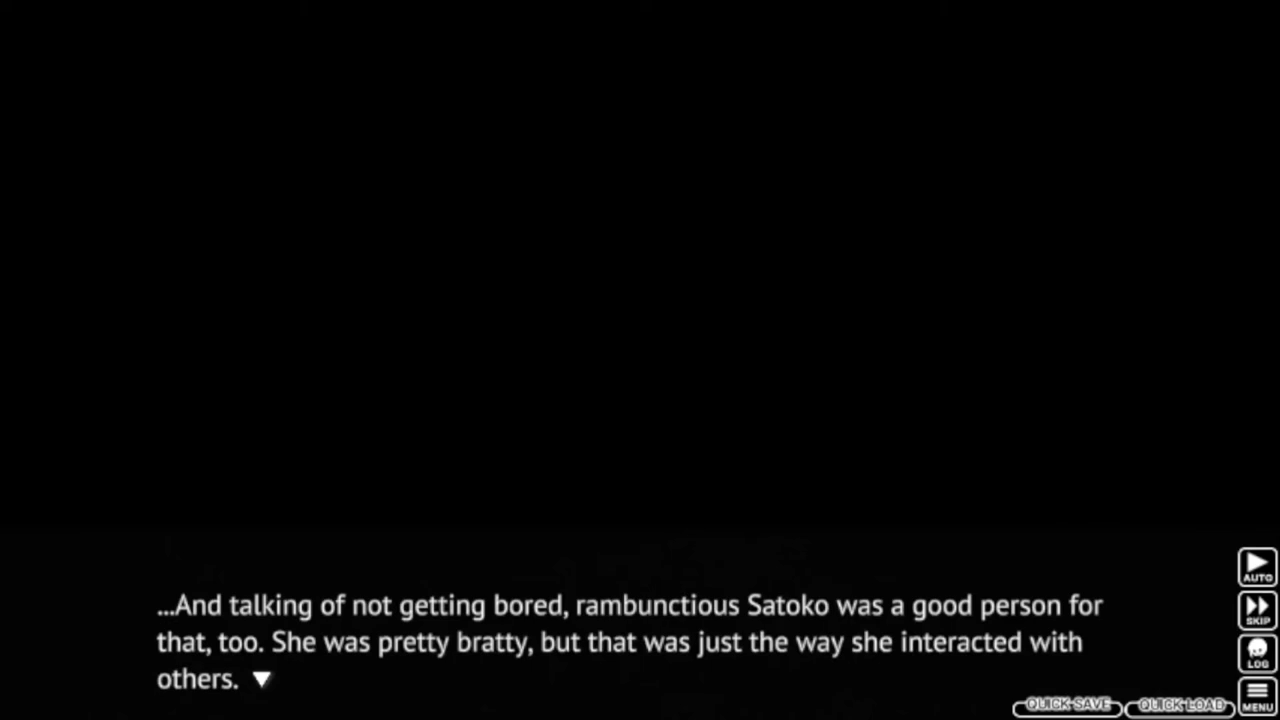 ...And talking of not getting bored, rambunctious Satoko was a good person for
that, too. She was pretty bratty, but that was just the way she interacted with
others. ▼
AUTO
SKIP
LOG
MENU
QUICK SAVE
QUICK LOAD